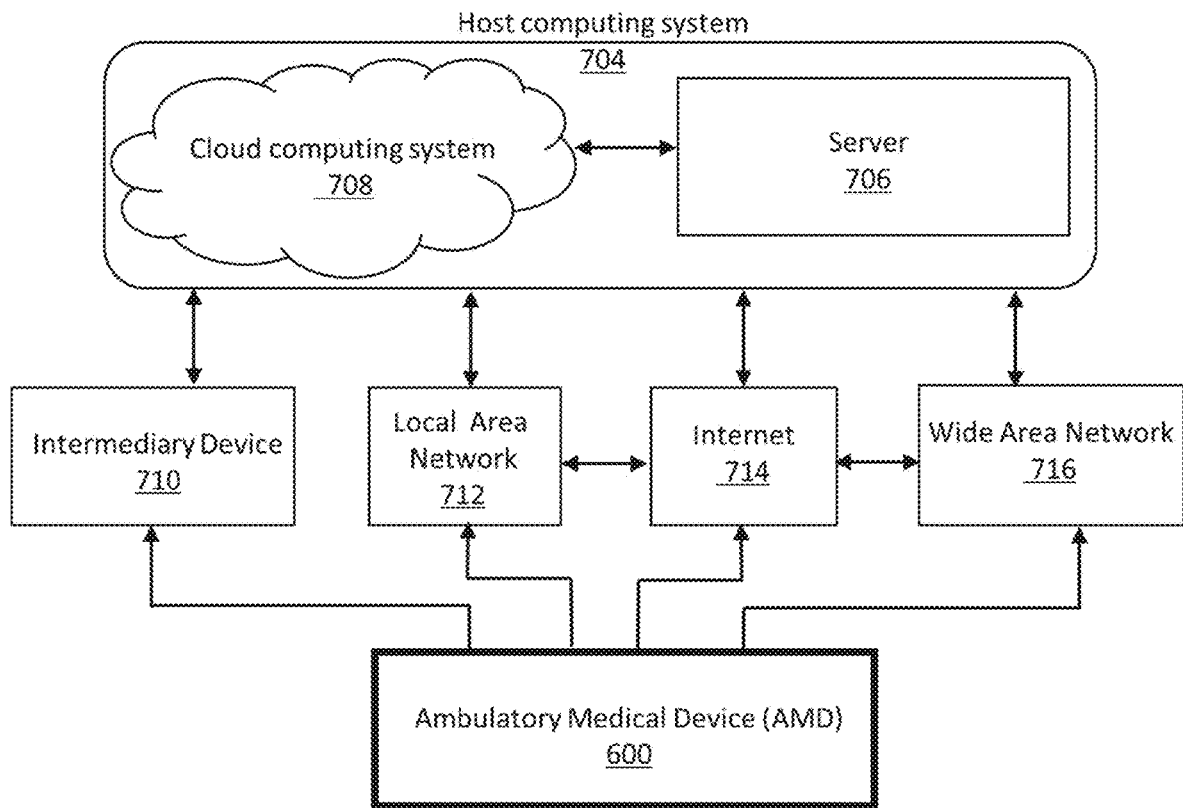 Host computing system
704
Cloud computing system
708
Server
706
Intermediary Device
710
Local Area
Network
712
Internet
714
Wide Area Network
716
Ambulatory Medical Device (AMD)
600